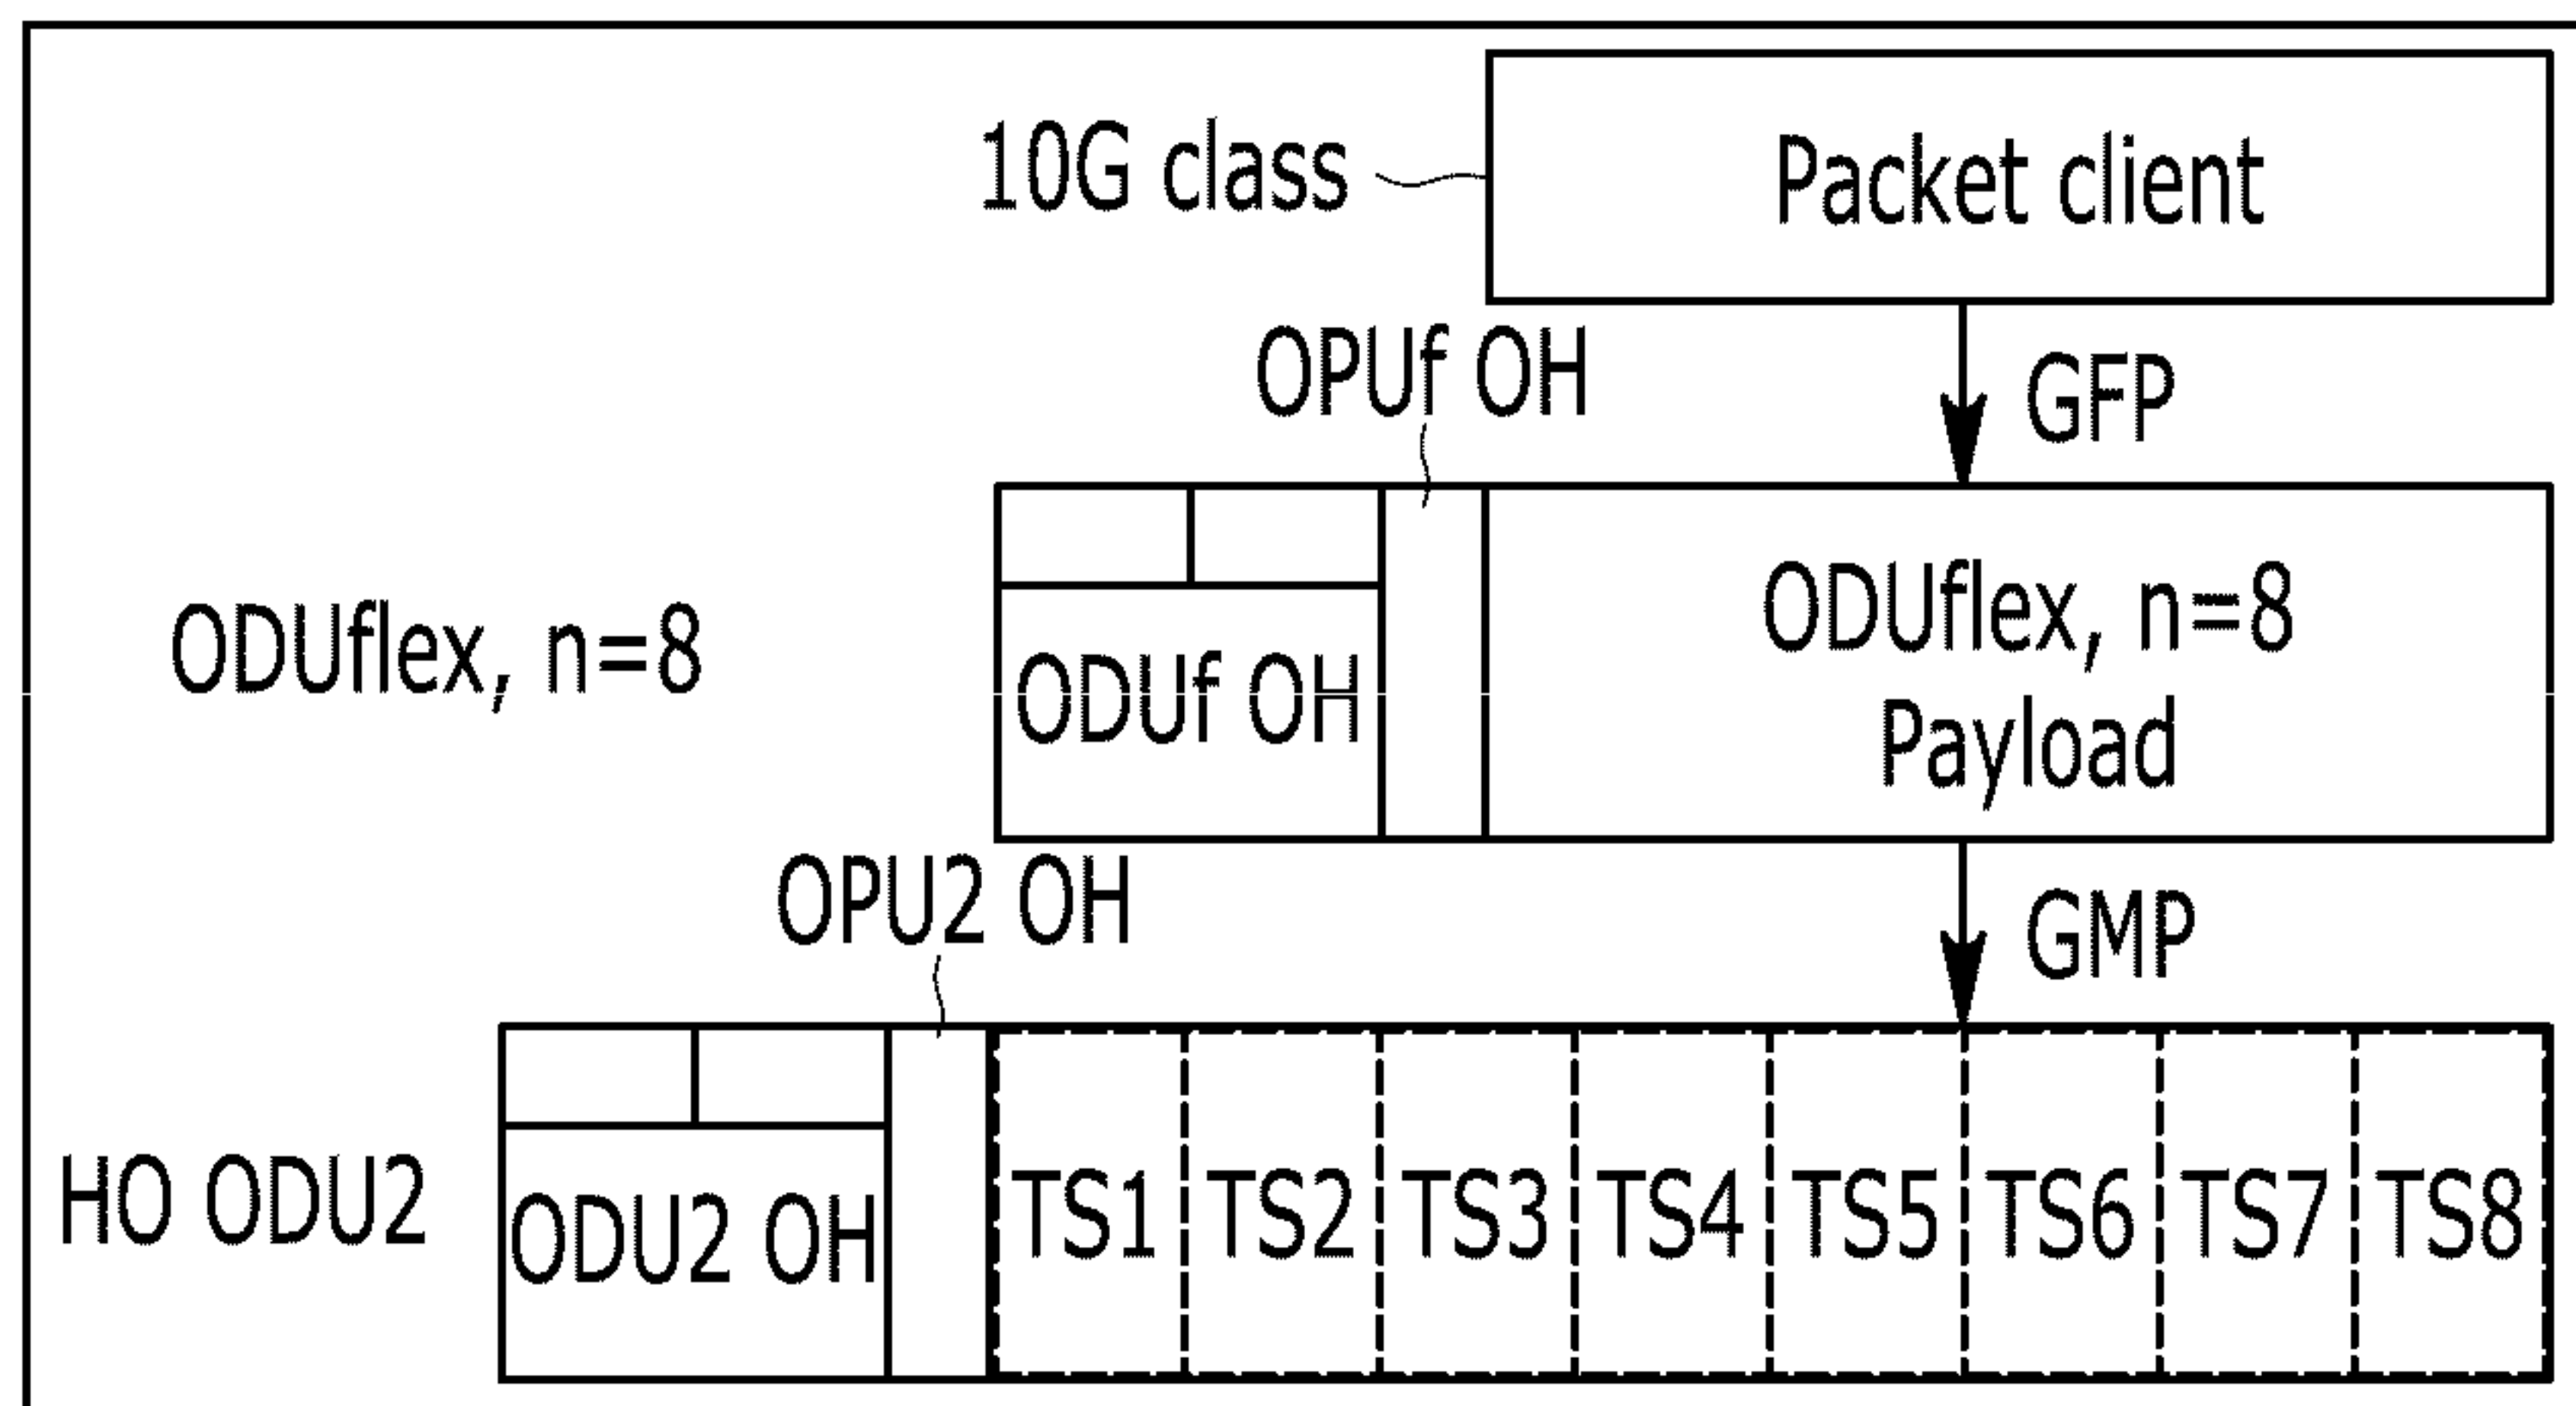 10G class
Packet client
OPUf OH
GFP
ODUflex, n=8
ODUf OH
ODUflex, n=8
Payload
OPU2 OH
GMP
HO ODU2
ODU2 OH
TS1
TS2
TS3
TS4
TS5
TS6
TS7
TS8